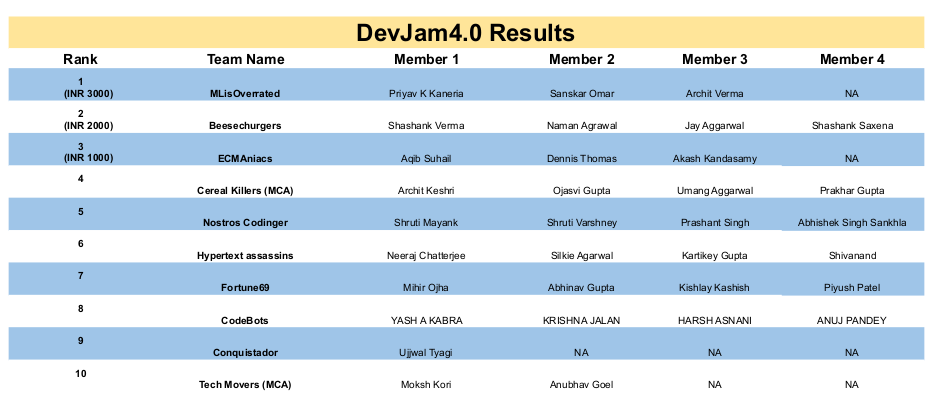 DevJam4.0 Results
Rank Team Name Member 1 Member 2 Member 3 Member 4
1
(INR 3000) MLisOverrated Priyav K Kaneria Sanskar Omar Archit Verma NA
2
(INR 2000) Beesechurgers Shashank Verma Naman Agrawal Jay Aggarwal Shashank Saxena
3
(INR 1000) ECMAniacs Aqib Suhail Dennis Thomas Akash Kandasamy NA
4
Cereal Killers (MCA) Archit Keshri Ojasvi Gupta Umang Aggarwal Prakhar Gupta
5
Nostros Codinger Shruti Mayank Shruti Varshney Prashant Singh Abhishek Singh Sankhla
6
Hypertext assassins Neeraj Chatterjee Silkie Agarwal Kartikey Gupta Shivanand
7
Fortune69 Mihir Ojha Abhinav Gupta Kishlay Kashish Piyush Patel
8
CodeBots YASH A KABRA KRISHNA JALAN HARSH ASNANI ANUJ PANDEY
9
Conquistador Ujjwal Tyagi NA NA NA
10
Tech Movers (MCA) Moksh Kori Anubhav Goel NA NA